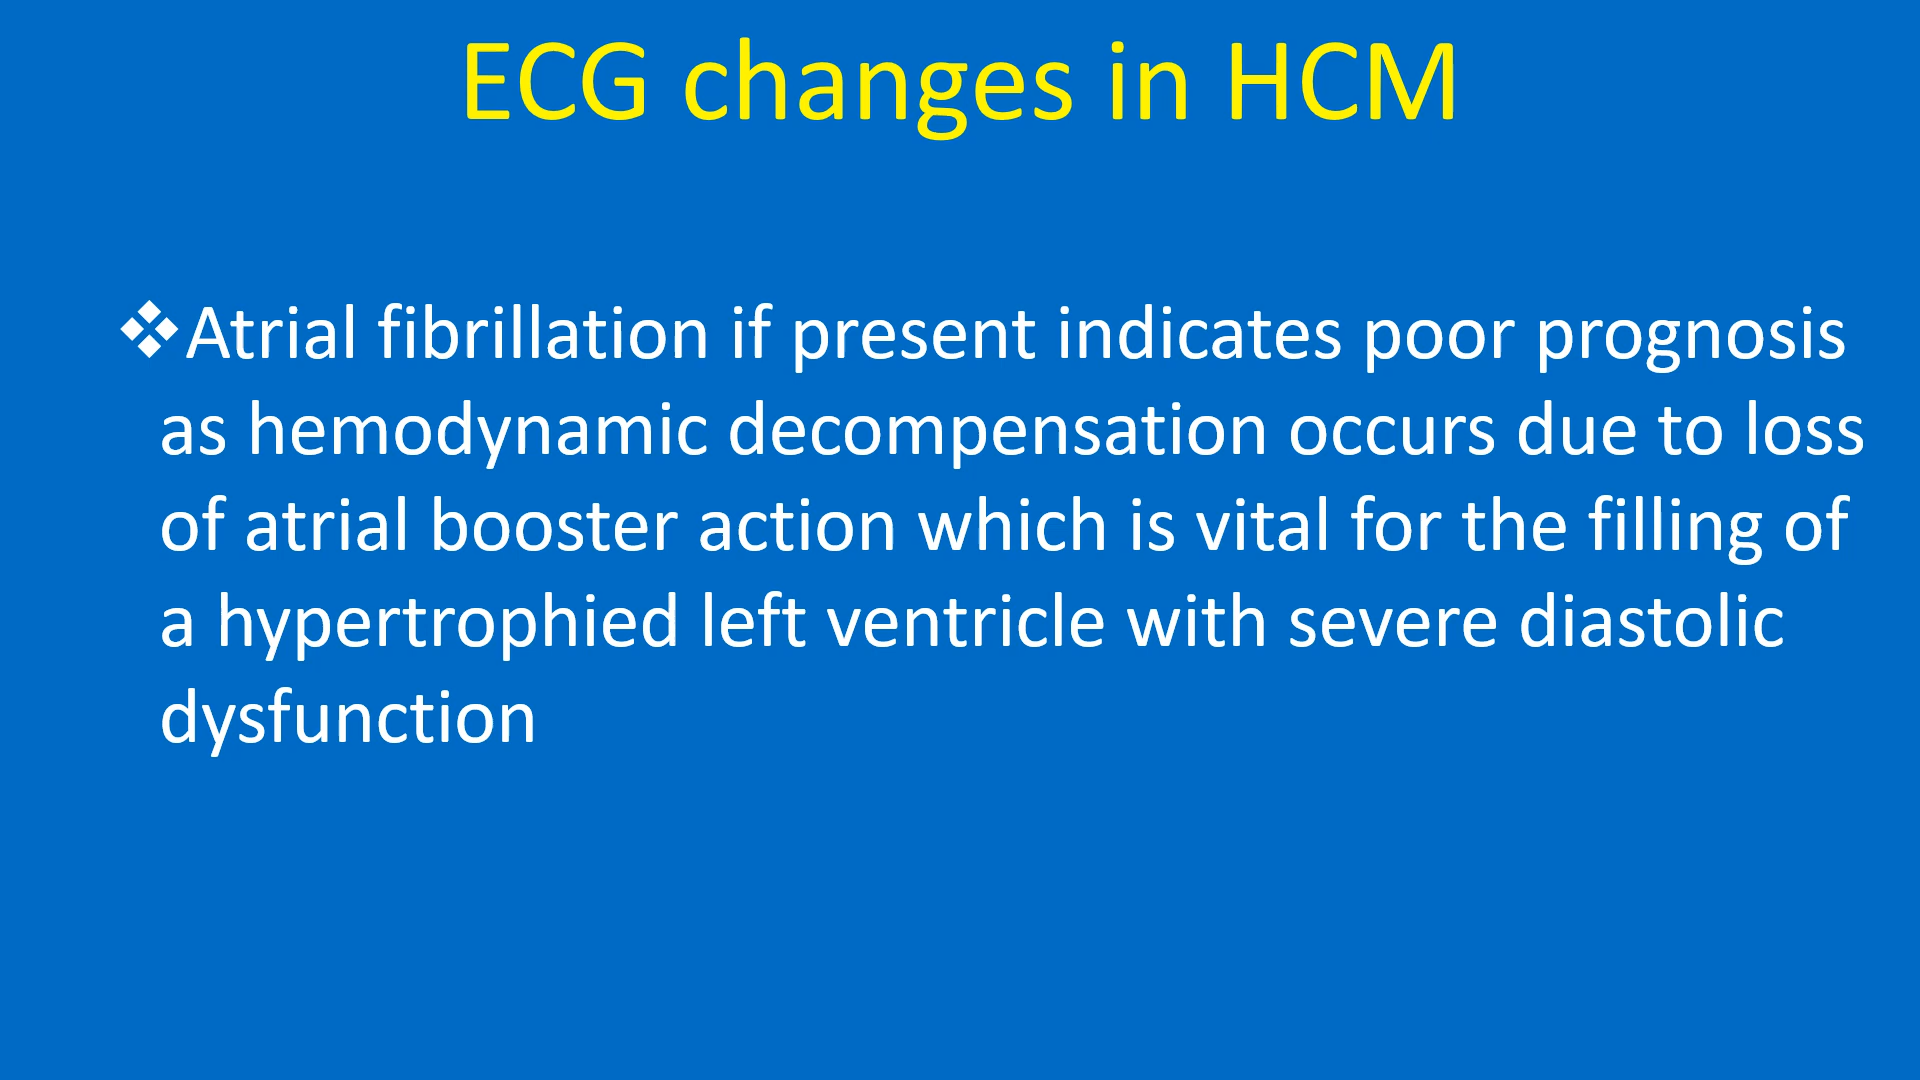 ECG changes in HCM
❖Atrial fibrillation if present indicates poor prognosis
as hemodynamic decompensation occurs due to loss
of atrial booster action which is vital for the filling of
a hypertrophied left ventricle with severe diastolic
dysfunction